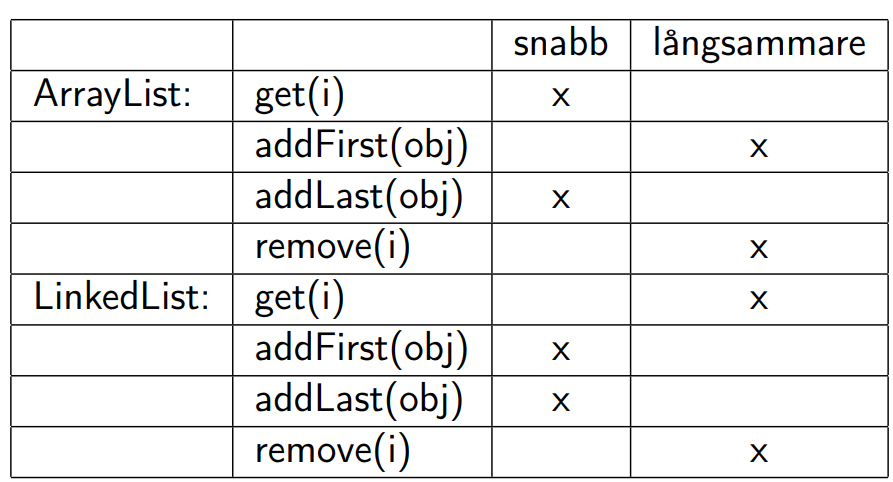 snabb långsammare
ArrayList: get(i) x
addFirst(obj) x
addLast(obj) x
remove(i) x
LinkedList: get(i) x
addFirst(obj) x
addLast(obj) x
remove(i) x